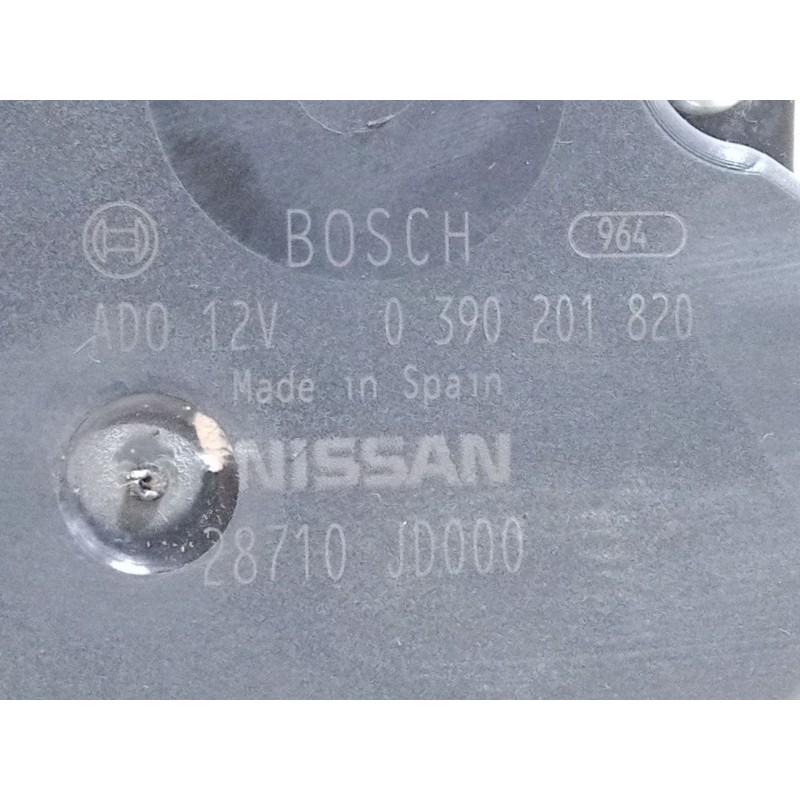 BOSCH 964
ADO 12V 0 390 201 820
Made in Spain
NISSAN
28710 JD000